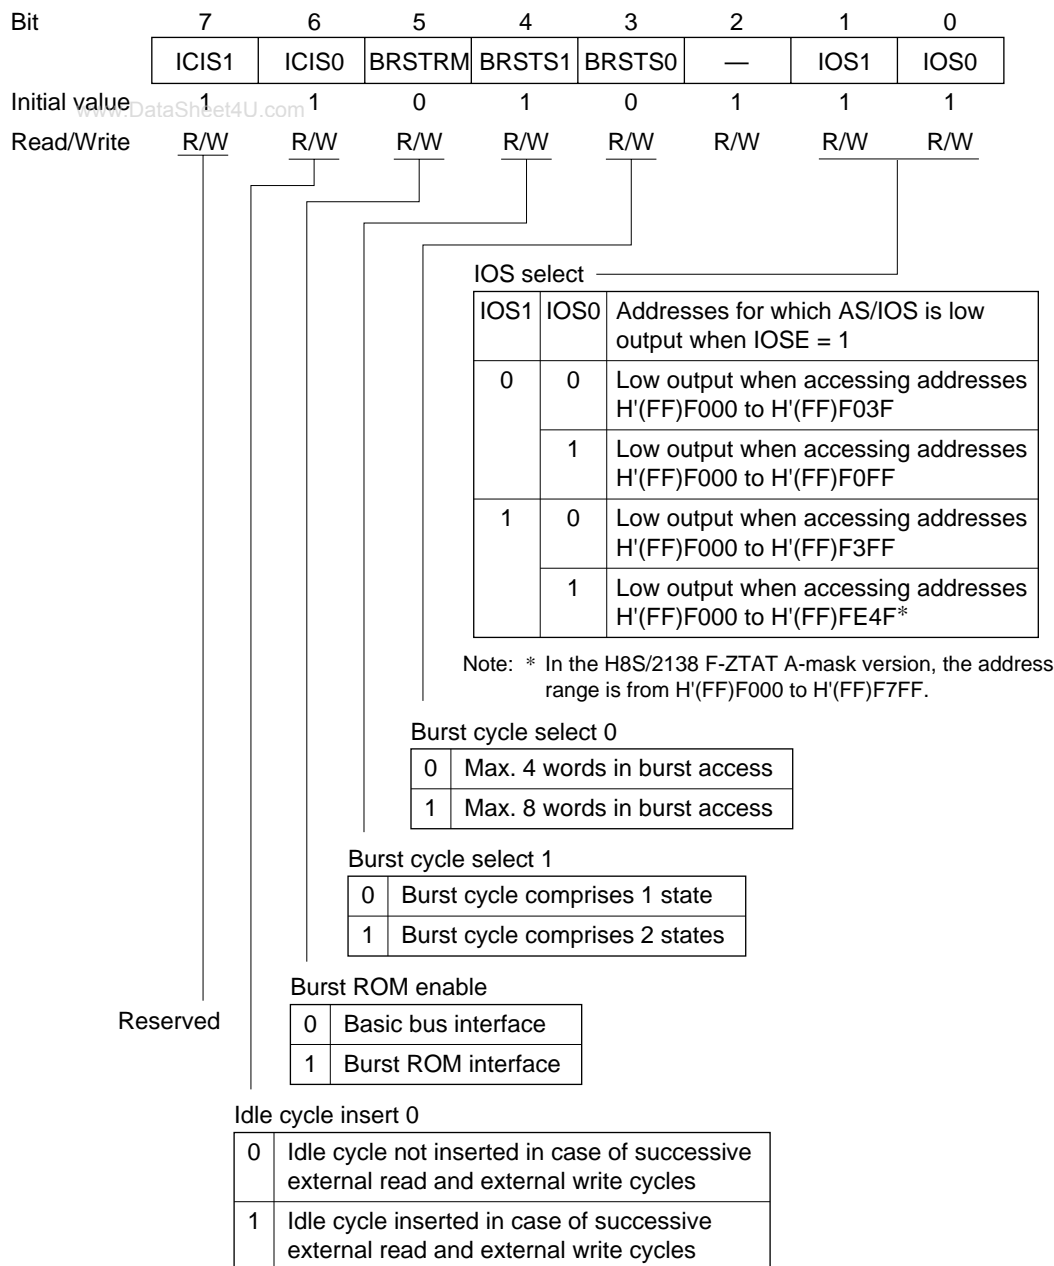 Bit 7 6 5 4 3 2 1 0
ICIS1 ICIS0 BRSTRM BRSTS1 BRSTS0 — IOS1 IOS0
Initial value 1 1 0 1 0 1 1 1
www.DataSheet4U.com
Read/Write R/W R/W R/W R/W R/W R/W R/W R/W
IOS select
IOS1 IOS0 Addresses for which AS/IOS is low
output when IOSE = 1
0 0 Low output when accessing addresses
H'(FF)F000 to H'(FF)F03F
1 Low output when accessing addresses
H'(FF)F000 to H'(FF)F0FF
1 0 Low output when accessing addresses
H'(FF)F000 to H'(FF)F3FF
1 Low output when accessing addresses
H'(FF)F000 to H'(FF)FE4F*
Note: * In the H8S/2138 F-ZTAT A-mask version, the address
range is from H'(FF)F000 to H'(FF)F7FF.
Burst cycle select 0
0 Max. 4 words in burst access
1 Max. 8 words in burst access
Burst cycle select 1
0 Burst cycle comprises 1 state
1 Burst cycle comprises 2 states
Burst ROM enable
0 Basic bus interface
1 Burst ROM interface
Reserved
Idle cycle insert 0
0 Idle cycle not inserted in case of successive
external read and external write cycles
1 Idle cycle inserted in case of successive
external read and external write cycles